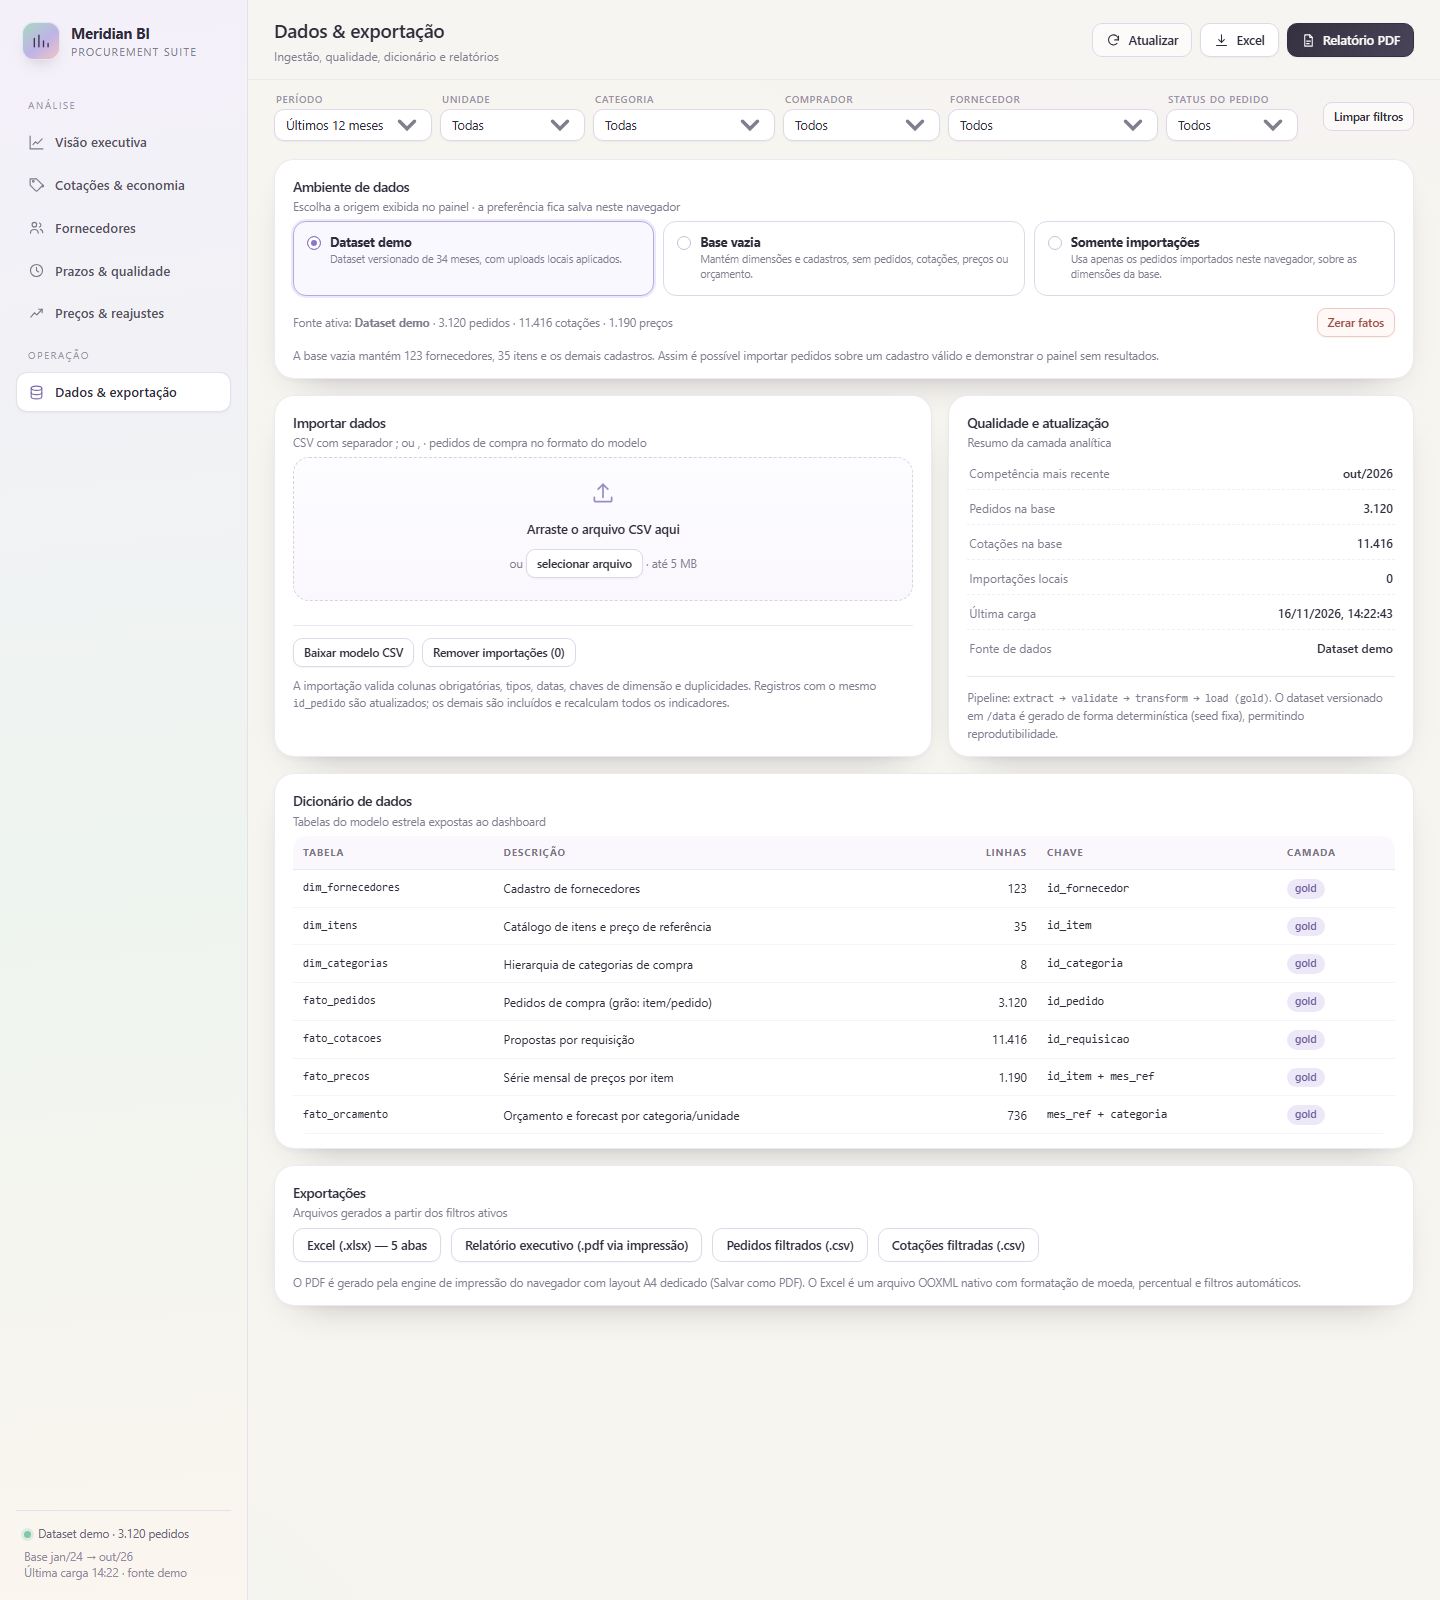 Meridian BI
PROCUREMENT SUITE
ANÁLISE
Visão executiva
Cotações & economia
Fornecedores
Prazos & qualidade
Preços & reajustes
OPERAÇÃO
Dados & exportação
Dataset demo · 3.120 pedidos
Base jan/24 → out/26
Última carga 14:22 · fonte demo
Dados & exportação
Ingestão, qualidade, dicionário e relatórios
Atualizar
Excel
Relatório PDF
PERÍODO
UNIDADE
CATEGORIA
COMPRADOR
FORNECEDOR
STATUS DO PEDIDO
Últimos 12 meses
Todas
Todas
Todos
Todos
Todos
Limpar filtros
Ambiente de dados
Escolha a origem exibida no painel · a preferência fica salva neste navegador
Dataset demo
Dataset versionado de 34 meses, com uploads locais aplicados.
Base vazia
Mantém dimensões e cadastros, sem pedidos, cotações, preços ou
orçamento.
Somente importações
Usa apenas os pedidos importados neste navegador, sobre as
dimensões da base.
Fonte ativa: Dataset demo · 3.120 pedidos · 11.416 cotações · 1.190 preços
Zerar fatos
A base vazia mantém 123 fornecedores, 35 itens e os demais cadastros. Assim é possível importar pedidos sobre um cadastro válido e demonstrar o painel sem resultados.
Importar dados
CSV com separador ; ou , · pedidos de compra no formato do modelo
Arraste o arquivo CSV aqui
ou selecionar arquivo · até 5 MB
Baixar modelo CSV
Remover importações (0)
A importação valida colunas obrigatórias, tipos, datas, chaves de dimensão e duplicidades. Registros com o mesmo
id_pedido são atualizados; os demais são incluídos e recalculam todos os indicadores.
Qualidade e atualização
Resumo da camada analítica
Competência mais recente out/2026
Pedidos na base 3.120
Cotações na base 11.416
Importações locais 0
Última carga 16/11/2026, 14:22:43
Fonte de dados Dataset demo
Pipeline: extract → validate → transform → load (gold). O dataset versionado
em /data é gerado de forma determinística (seed fixa), permitindo
reprodutibilidade.
Dicionário de dados
Tabelas do modelo estrela expostas ao dashboard
TABELA DESCRIÇÃO LINHAS CHAVE CAMADA
dim_fornecedores Cadastro de fornecedores 123 id_fornecedor gold
dim_itens Catálogo de itens e preço de referência 35 id_item gold
dim_categorias Hierarquia de categorias de compra 8 id_categoria gold
fato_pedidos Pedidos de compra (grão: item/pedido) 3.120 id_pedido gold
fato_cotacoes Propostas por requisição 11.416 id_requisicao gold
fato_precos Série mensal de preços por item 1.190 id_item + mes_ref gold
fato_orcamento Orçamento e forecast por categoria/unidade 736 mes_ref + categoria gold
Exportações
Arquivos gerados a partir dos filtros ativos
Excel (.xlsx) — 5 abas
Relatório executivo (.pdf via impressão)
Pedidos filtrados (.csv)
Cotações filtradas (.csv)
O PDF é gerado pela engine de impressão do navegador com layout A4 dedicado (Salvar como PDF). O Excel é um arquivo OOXML nativo com formatação de moeda, percentual e filtros automáticos.